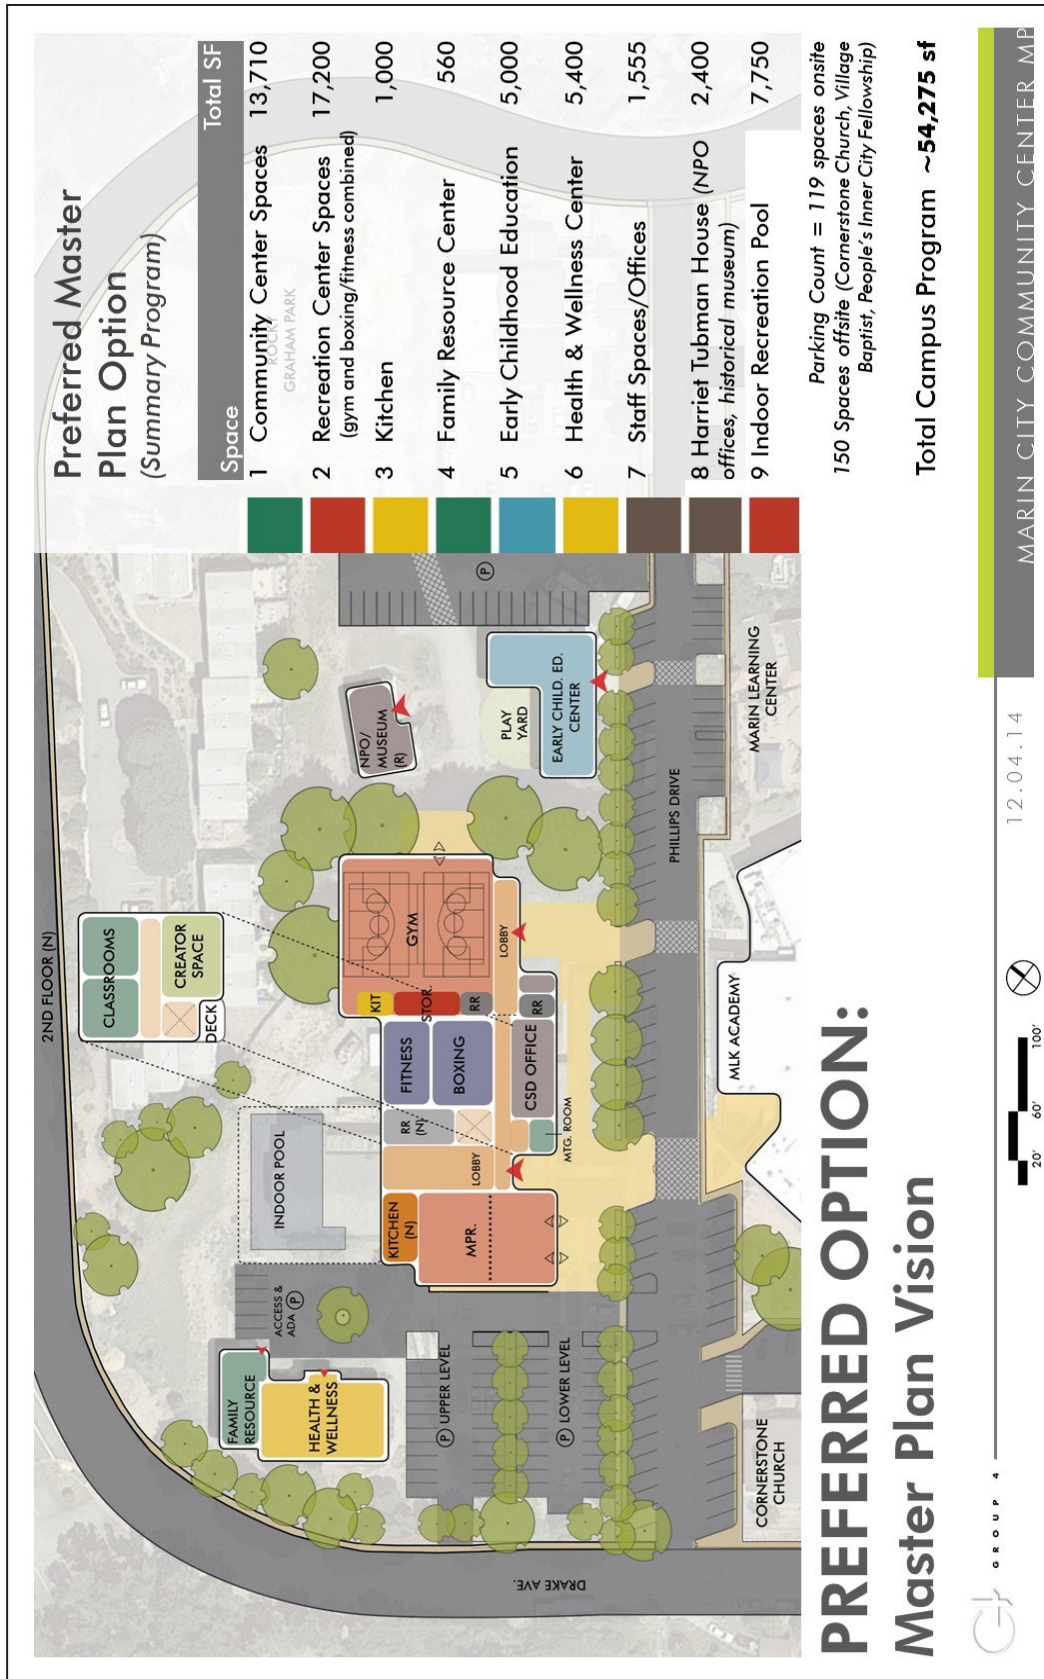 Preferred Master
Plan Option
(Summary Program)
ROCKY
GRAHAM PARK
Space Total SF
1 Community Center Spaces 13,710
2 Recreation Center Spaces 17,200
(gym and boxing/fitness combined)
3 Kitchen 1,000
4 Family Resource Center 560
5 Early Childhood Education 5,000
6 Health & Wellness Center 5,400
7 Staff Spaces/Offices 1,555
8 Harriet Tubman House (NPO 2,400
offices, historical museum)
9 Indoor Recreation Pool 7,750
Parking Count = 119 spaces onsite
150 Spaces offsite (Cornerstone Church, Village
Baptist, People's Inner City Fellowship)
Total Campus Program ~54,275 sf
2ND FLOOR (N)
CLASSROOMS
CREATOR
SPACE
DECK
FAMILY
RESOURCE
HEALTH &
WELLNESS
ACCESS &
ADA P
INDOOR POOL
P UPPER LEVEL
P LOWER LEVEL
KITCHEN
(N)
MPR.
LOBBY
RR
(N)
MTG. ROOM
FITNESS
BOXING
CSD OFFICE
KIT
STOR.
RR
RR
GYM
LOBBY
NPO/
MUSEUM
(R)
PLAY
YARD
EARLY CHILD. ED.
CENTER
P
DRAKE AVE.
PHILLIPS DRIVE
CORNERSTONE
CHURCH
MLK ACADEMY
MARIN LEARNING
CENTER
PREFERRED OPTION:
Master Plan Vision
20' 60' 100'
G4
GROUP 4
12.04.14
MARIN CITY COMMUNITY CENTER MP